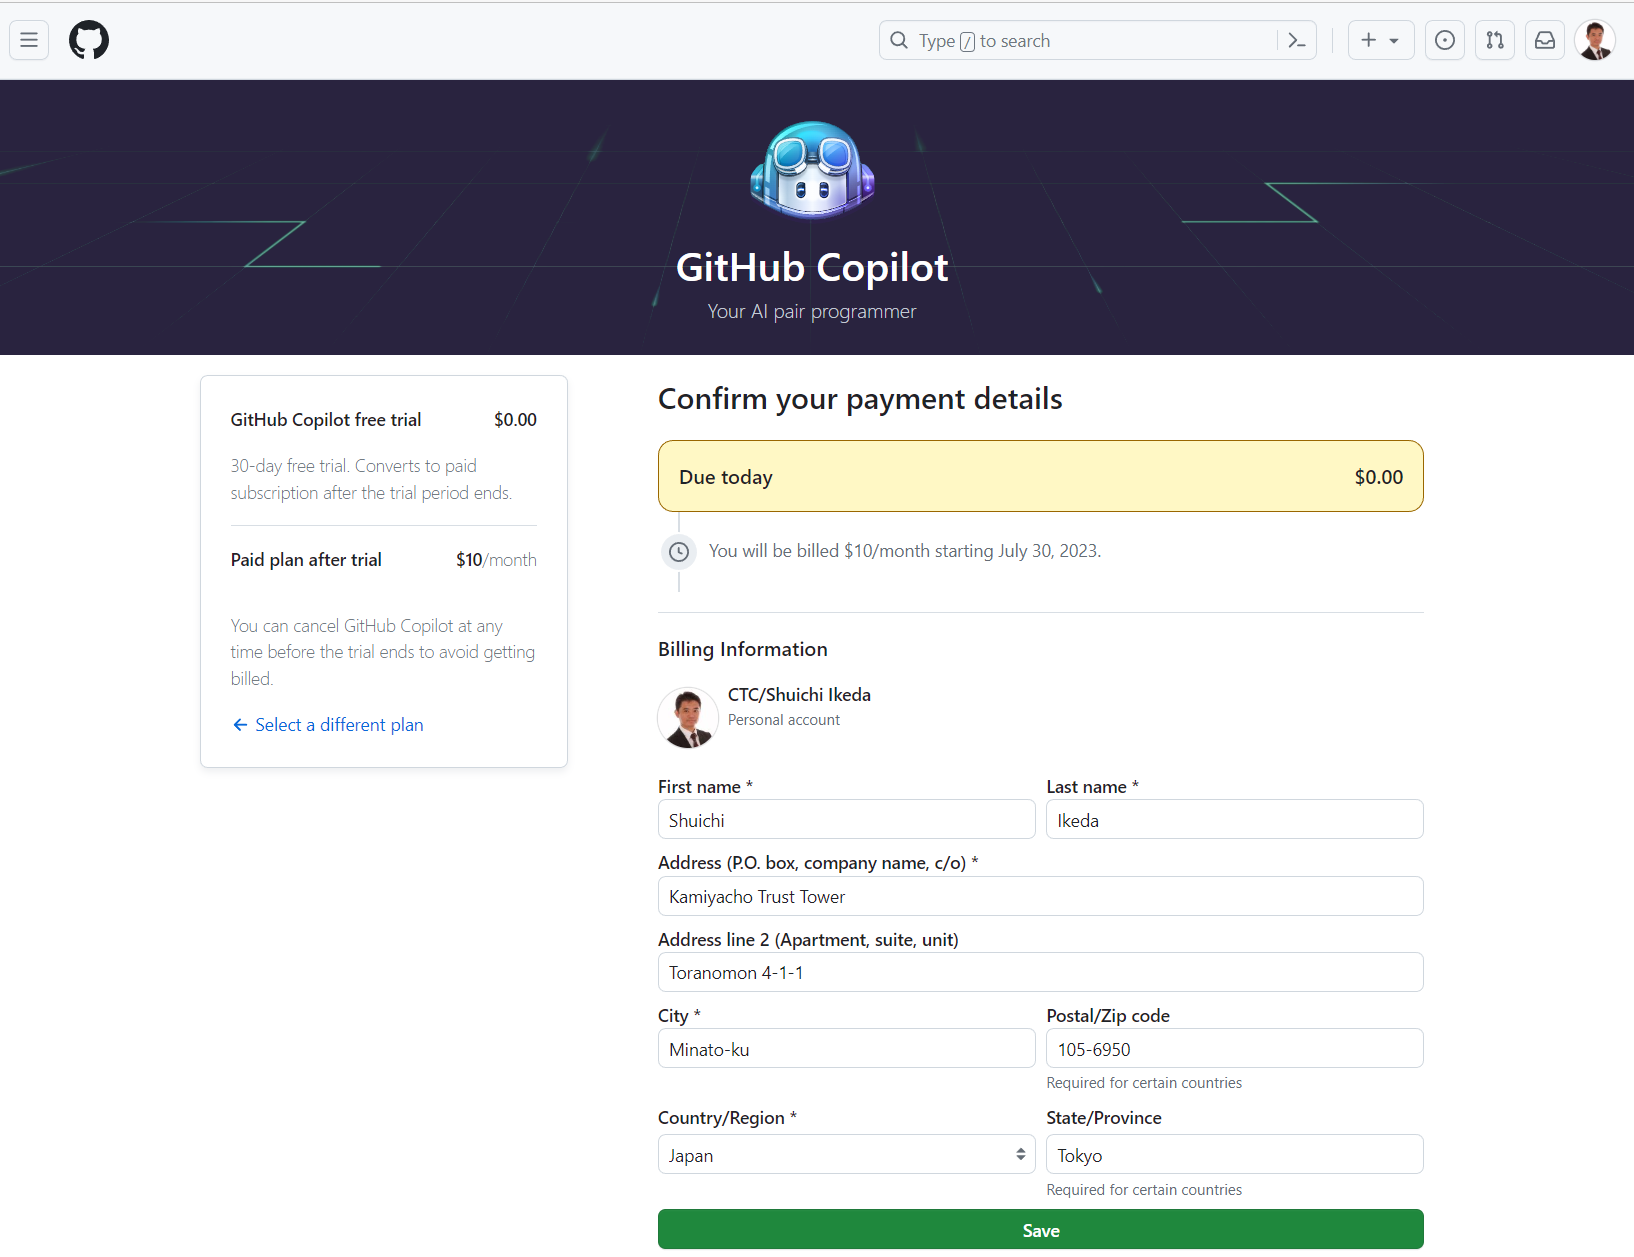 Type / to search
GitHub Copilot
Your AI pair programmer
GitHub Copilot free trial $0.00
30-day free trial. Converts to paid
subscription after the trial period ends.
Paid plan after trial $10/month
You can cancel GitHub Copilot at any
time before the trial ends to avoid getting
billed.
← Select a different plan
Confirm your payment details
Due today $0.00
You will be billed $10/month starting July 30, 2023.
Billing Information
CTC/Shuichi Ikeda
Personal account
First name * Last name *
Shuichi Ikeda
Address (P.O. box, company name, c/o) *
Kamiyacho Trust Tower
Address line 2 (Apartment, suite, unit)
Toranomon 4-1-1
City * Postal/Zip code
Minato-ku 105-6950
Required for certain countries
Country/Region * State/Province
Japan Tokyo
Required for certain countries
Save